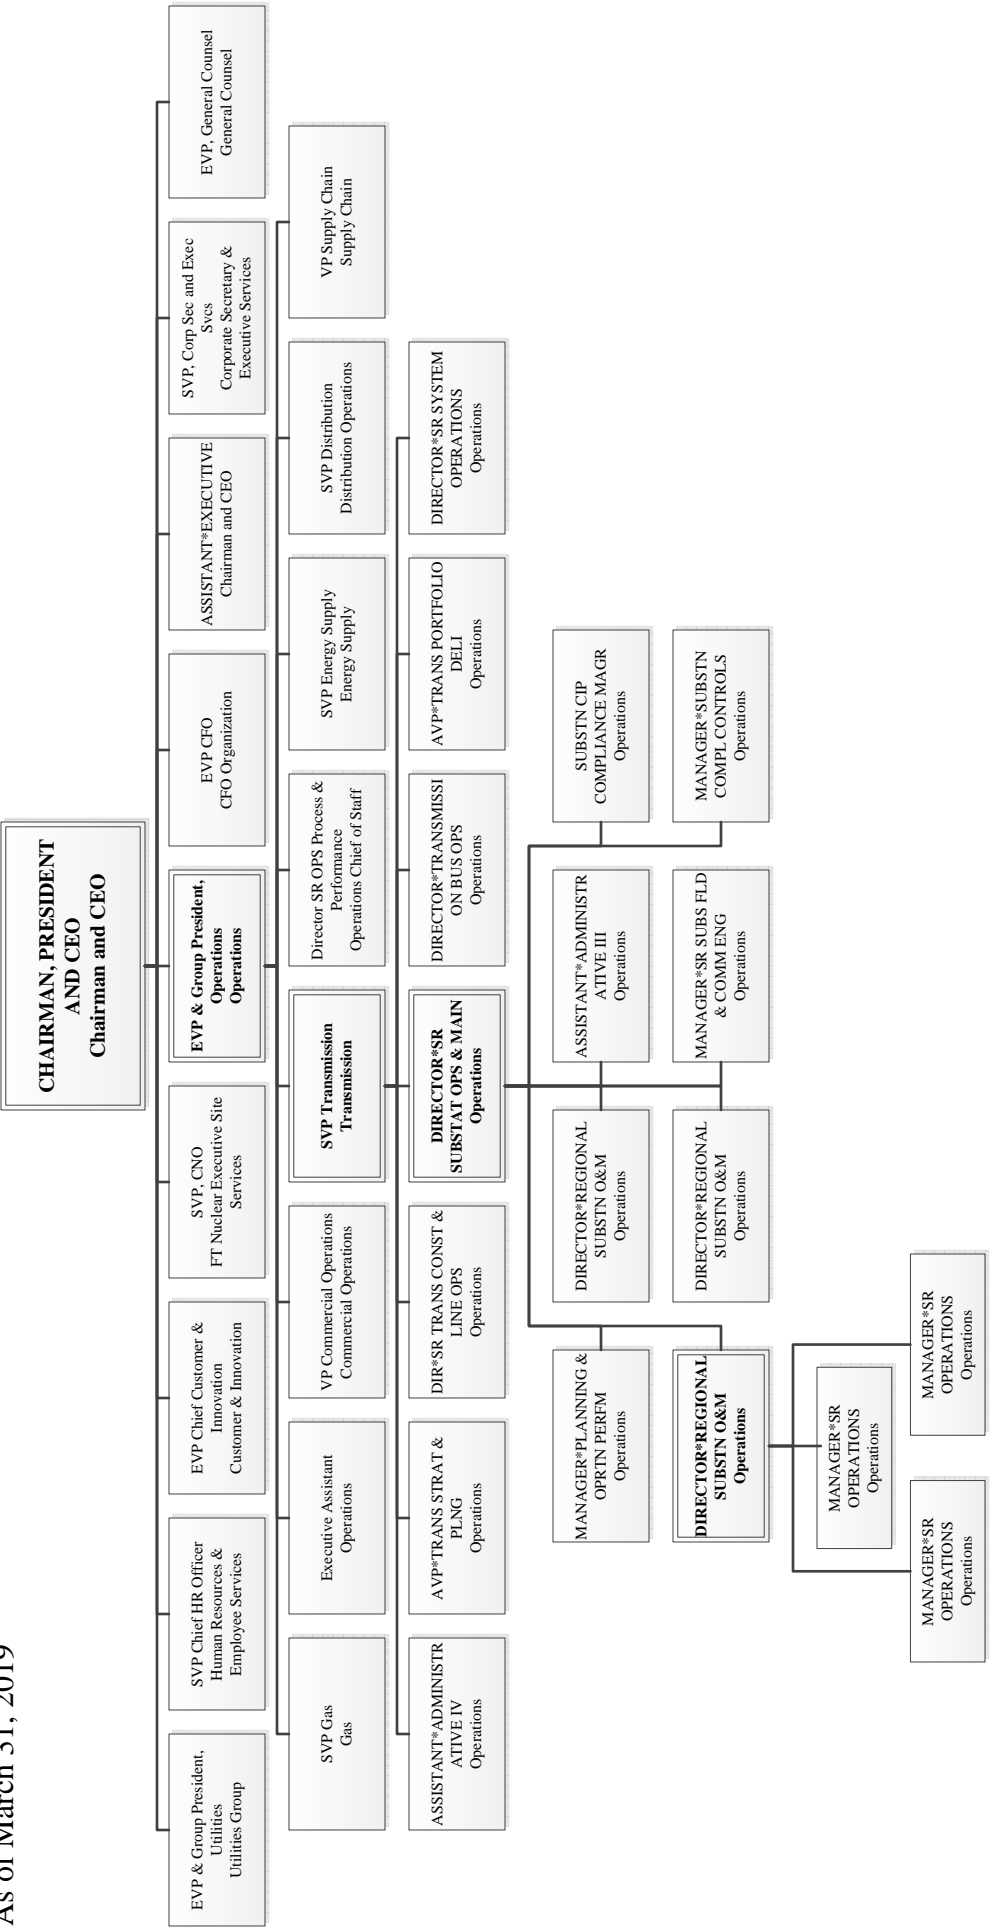 As of March 31, 2019
CHAIRMAN, PRESIDENT
AND CEO
Chairman and CEO
EVP & Group President,
Utilities
Utilities Group
SVP Chief HR Officer
Human Resources &
Employee Services
EVP Chief Customer &
Innovation
Customer & Innovation
SVP, CNO
FT Nuclear Executive Site
Services
EVP & Group President,
Operations
Operations
EVP CFO
CFO Organization
ASSISTANT*EXECUTIVE
Chairman and CEO
SVP, Corp Sec and Exec
Svcs
Corporate Secretary &
Executive Services
EVP, General Counsel
General Counsel
SVP Gas
Gas
Executive Assistant
Operations
VP Commercial Operations
Commercial Operations
SVP Transmission
Transmission
Director SR OPS Process &
Performance
Operations Chief of Staff
SVP Energy Supply
Energy Supply
SVP Distribution
Distribution Operations
VP Supply Chain
Supply Chain
ASSISTANT*ADMINISTR
ATIVE IV
Operations
AVP*TRANS STRAT &
PLNG
Operations
DIR*SR TRANS CONST &
LINE OPS
Operations
DIRECTOR*SR
SUBSTAT OPS & MAIN
Operations
DIRECTOR*TRANSMISSI
ON BUS OPS
Operations
AVP*TRANS PORTFOLIO
DELI
Operations
DIRECTOR*SR SYSTEM
OPERATIONS
Operations
MANAGER*PLANNING &
OPRTN PERFM
Operations
DIRECTOR*REGIONAL
SUBSTN O&M
Operations
ASSISTANT*ADMINISTR
ATIVE III
Operations
SUBSTN CIP
COMPLIANCE MAGR
Operations
DIRECTOR*REGIONAL
SUBSTN O&M
Operations
DIRECTOR*REGIONAL
SUBSTN O&M
Operations
MANAGER*SR SUBS FLD
& COMM ENG
Operations
MANAGER*SUBSTN
COMPL CONTROLS
Operations
MANAGER*SR
OPERATIONS
Operations
MANAGER*SR
OPERATIONS
Operations
MANAGER*SR
OPERATIONS
Operations